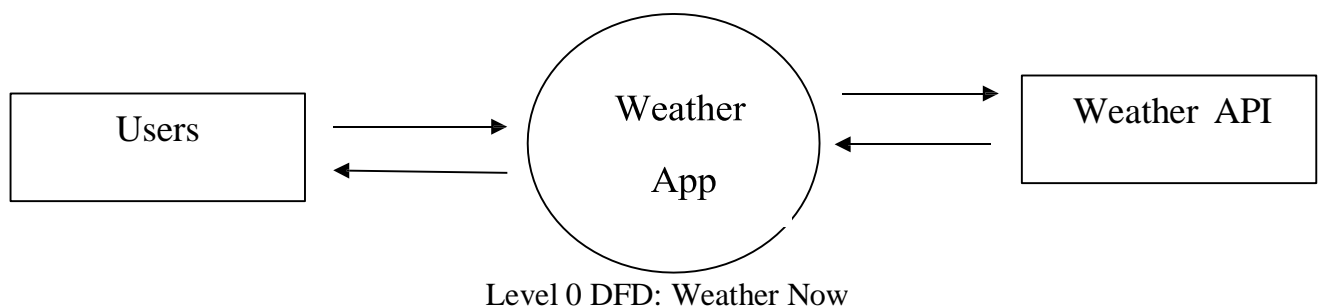 Users
Weather
App
Weather API
Level 0 DFD: Weather Now